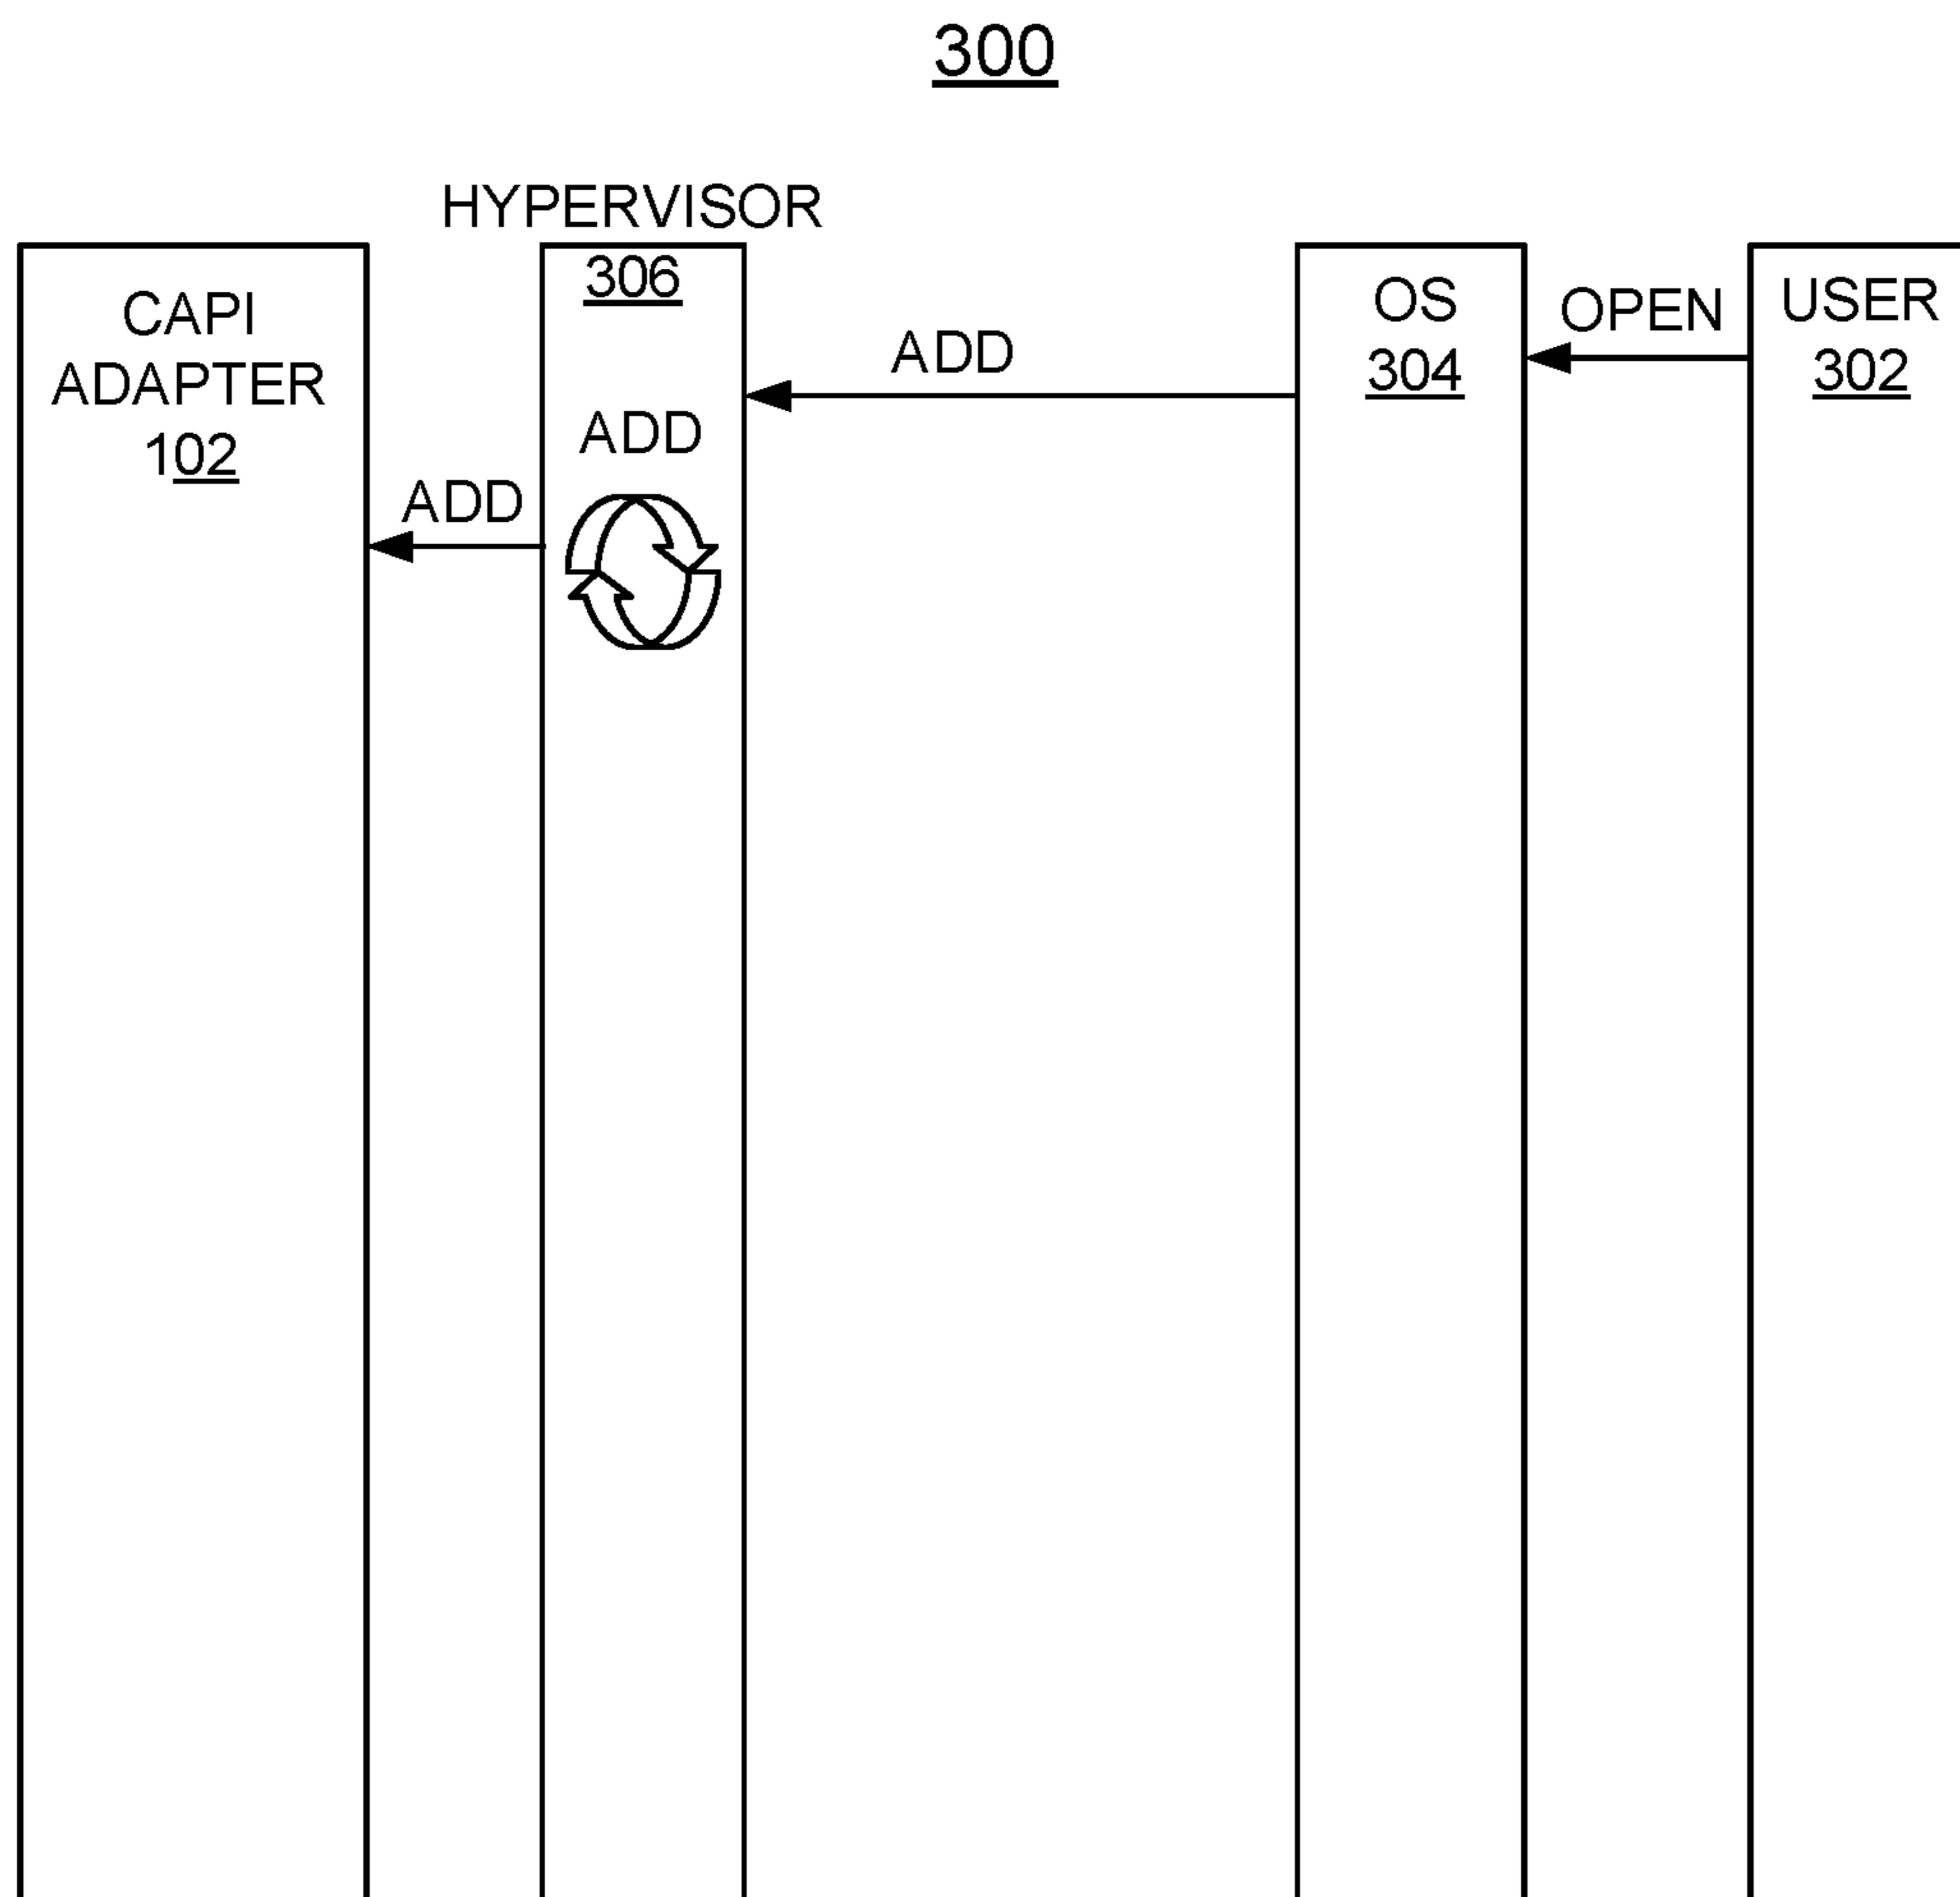 300
HYPERVISOR
306
CAPI
ADAPTER
102
OS
304
OPEN
USER
302
ADD
ADD
ADD